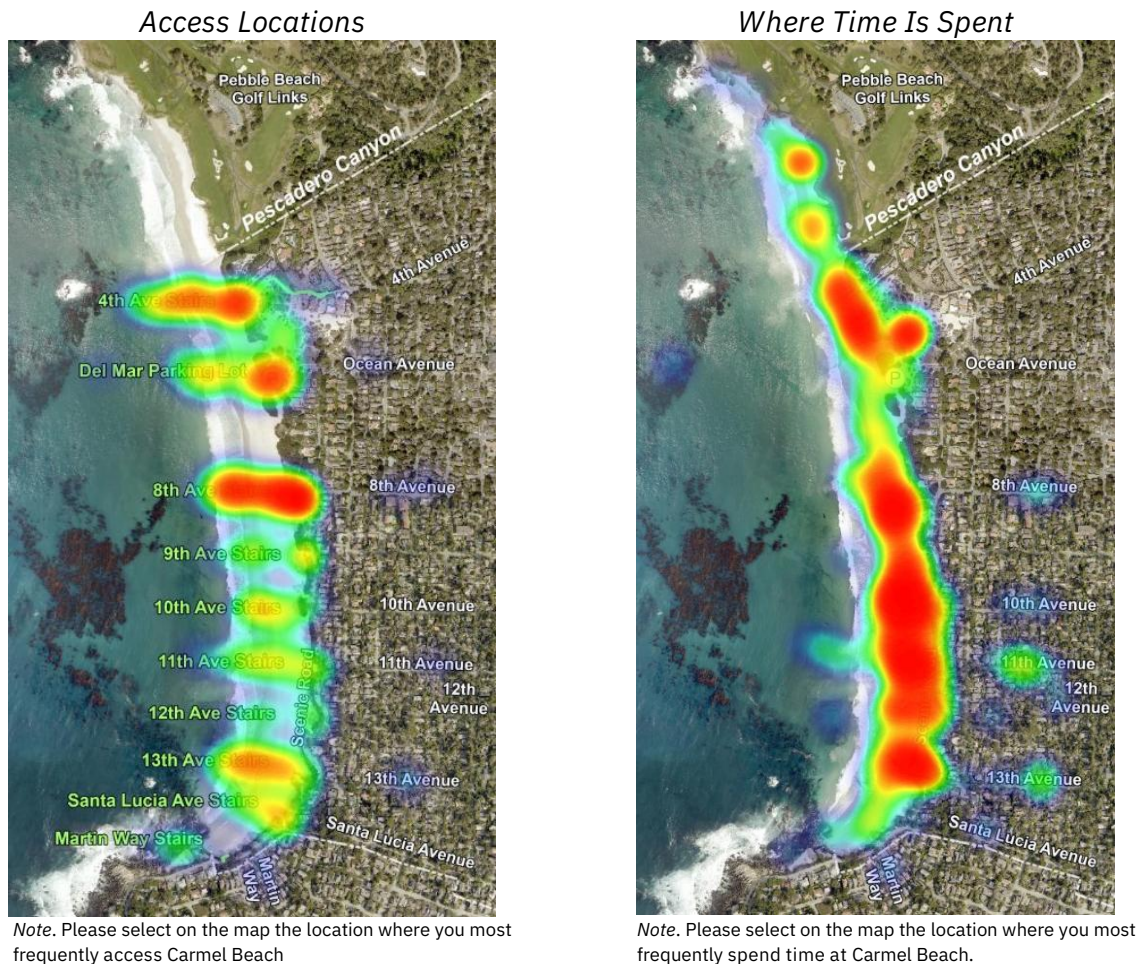 Access Locations
Pebble Beach
Golf Links
Pescadero Canyon
4th Avenue
4th Ave Stairs
Del Mar Parking Lot
Ocean Avenue
8th Ave
8th Avenue
9th Ave Stairs
10th Ave Stairs
10th Avenue
11th Ave Stairs
11th Avenue
12th
Avenue
12th Ave Stairs
Scenic Road
13th Ave Stairs
13th Avenue
Santa Lucia Ave Stairs
Martin Way Stairs
Santa Lucia Avenue
Martin
Way
Note. Please select on the map the location where you most
frequently access Carmel Beach
Where Time Is Spent
Pebble Beach
Golf Links
Pescadero Canyon
4th Avenue
Ocean Avenue
P
8th Avenue
10th Avenue
11th Avenue
12th
Avenue
13th Avenue
Santa Lucia Avenue
Martin
Way
Note. Please select on the map the location where you most
frequently spend time at Carmel Beach.